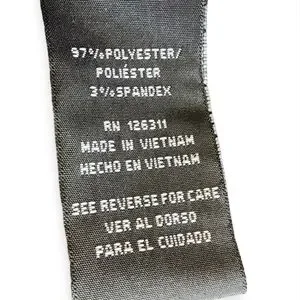 97%POLYESTER/
POLIÉSTER
3%SPANDEX
RN 126311
MADE IN VIETNAM
HECHO EN VIETNAM
SEE REVERSE FOR CARE
VER AL DORSO
PARA EL CUIDADO